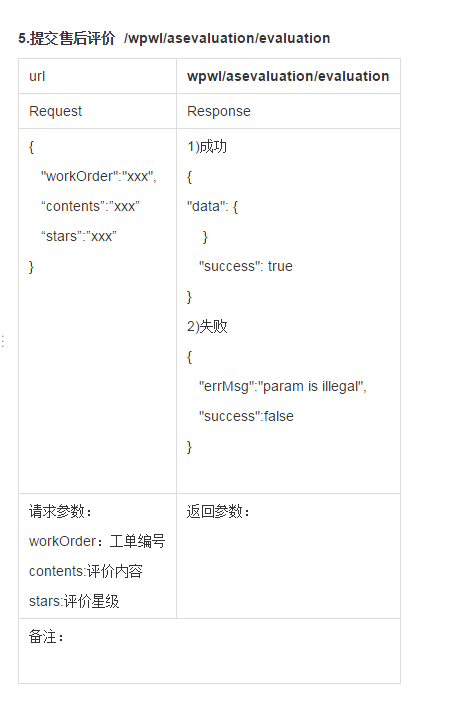 5.提交售后评价 /wpwl/asevaluation/evaluation
url
wpwl/asevaluation/evaluation
Request
Response
{
"workOrder":"xxx",
“contents”:”xxx”
“stars”:”xxx”
}
1)成功
{
"data": {
}
"success": true
}
2)失败
{
"errMsg":"param is illegal",
"success":false
}
请求参数：
workOrder：工单编号
contents:评价内容
stars:评价星级
返回参数：
备注：